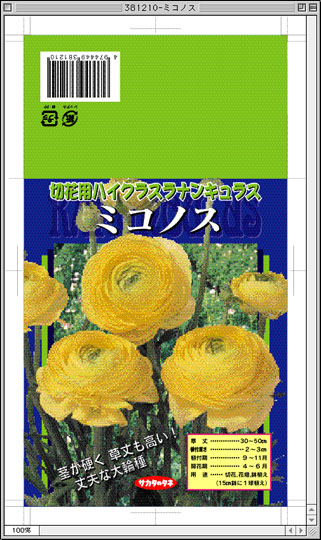 381210-ミコノス
4 974449 381210
切花用ハイクラスラナンキュラス
ミコノス
茎が硬く 草丈も高い!
丈夫な大輪種
サカタのタネ
草丈…………30～50㎝
植付深さ…………2～3㎝
植付期…………9～11月
開花期…………4～6月
用途……切花、花壇、鉢植え
(15㎝鉢に1球植え)
100%